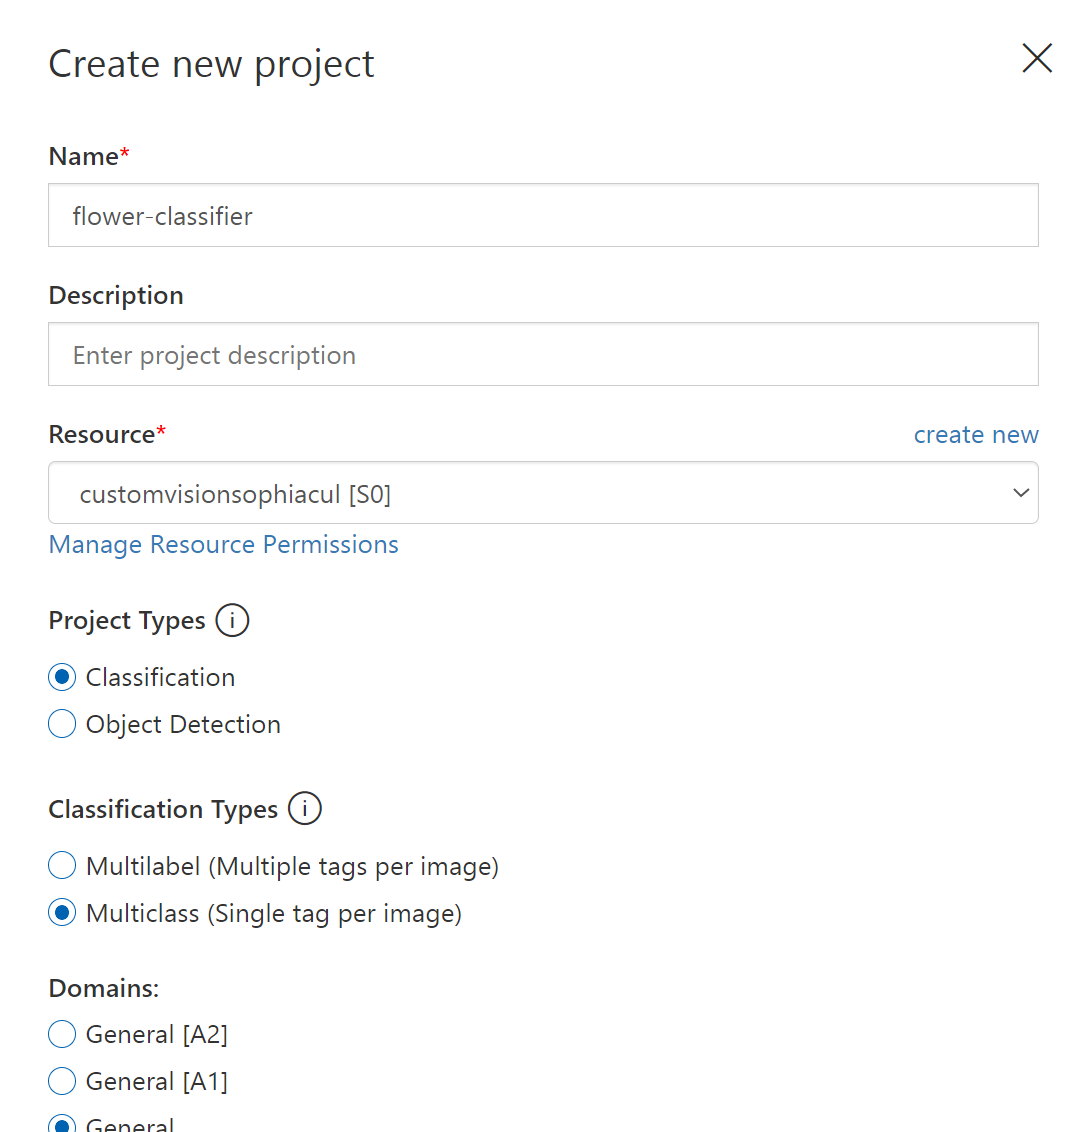 Create new project
Name*
flower-classifier
Description
Enter project description
Resource*
create new
customvisionsophiacul [S0]
Manage Resource Permissions
Project Types
Classification
Object Detection
Classification Types
Multilabel (Multiple tags per image)
Multiclass (Single tag per image)
Domains:
General [A2]
General [A1]
General